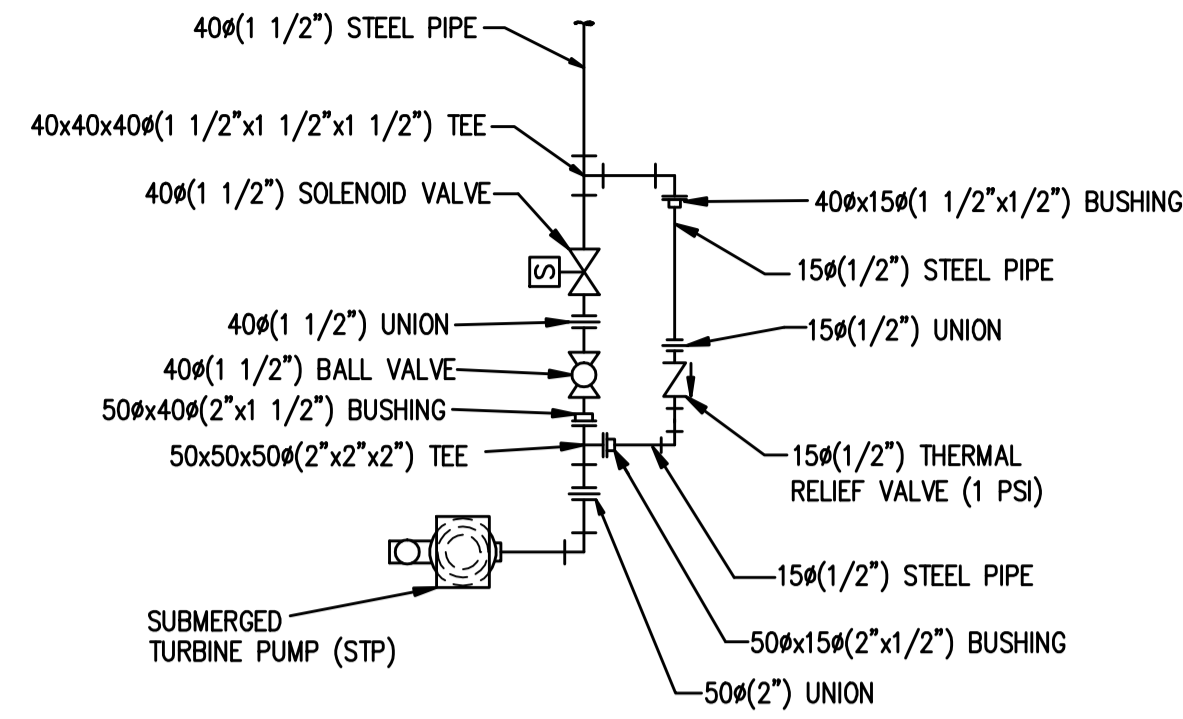 40ø(1 1/2") STEEL PIPE
40x40x40ø(1 1/2"x1 1/2"x1 1/2") TEE
40ø(1 1/2") SOLENOID VALVE
40øx15ø(1 1/2"x1/2") BUSHING
15ø(1/2") STEEL PIPE
S
40ø(1 1/2") UNION
15ø(1/2") UNION
40ø(1 1/2") BALL VALVE
50øx40ø(2"x1 1/2") BUSHING
50x50x50ø(2"x2"x2") TEE
15ø(1/2") THERMAL
RELIEF VALVE (1 PSI)
15ø(1/2") STEEL PIPE
SUBMERGED
TURBINE PUMP (STP)
50øx15ø(2"x1/2") BUSHING
50ø(2") UNION